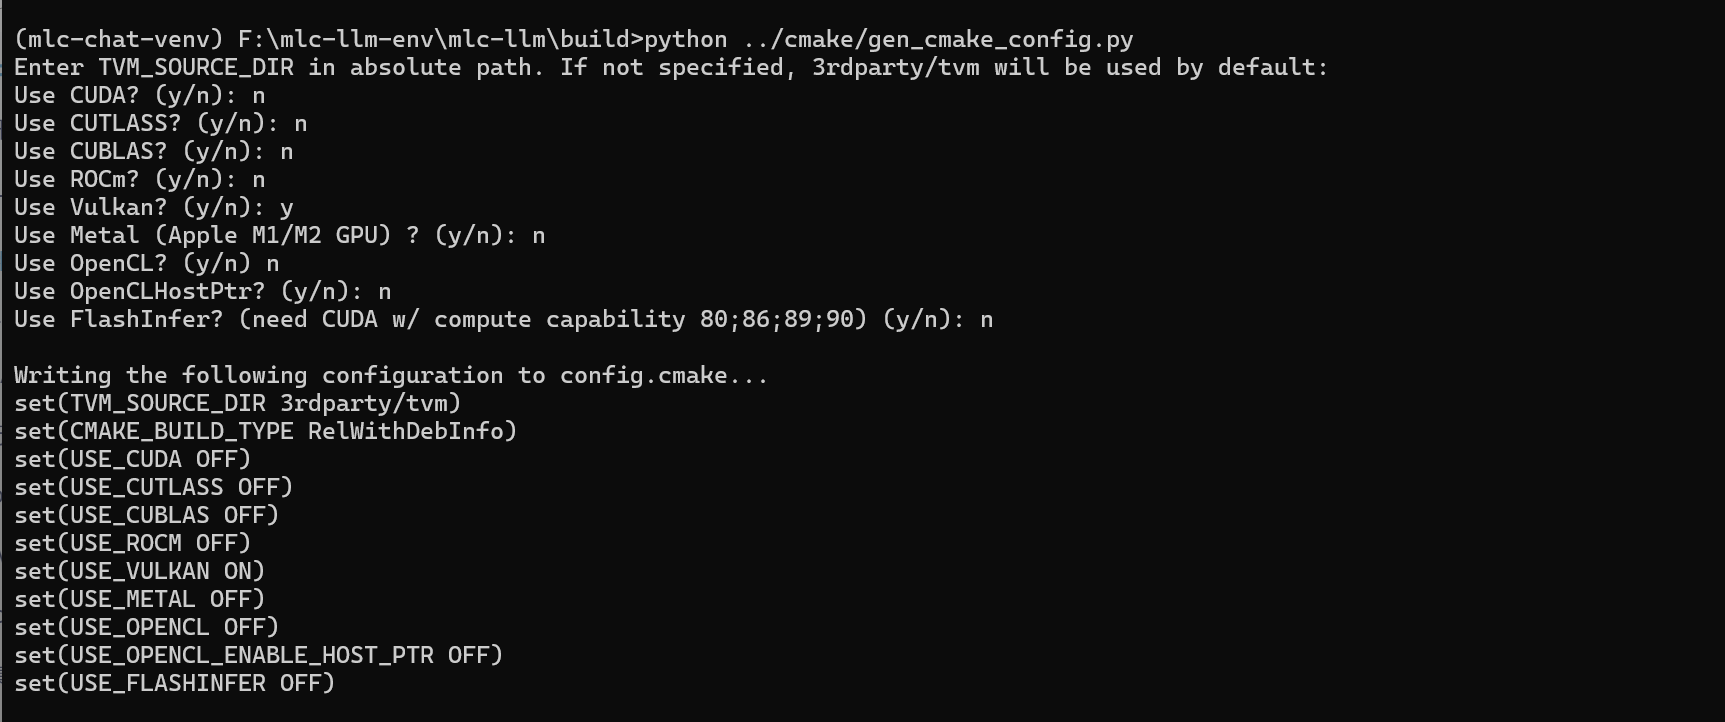 (mlc-chat-venv) F:\mlc-llm-env\mlc-llm\build>python ../cmake/gen_cmake_config.py
Enter TVM_SOURCE_DIR in absolute path. If not specified, 3rdparty/tvm will be used by default:
Use CUDA? (y/n): n
Use CUTLASS? (y/n): n
Use CUBLAS? (y/n): n
Use ROCm? (y/n): n
Use Vulkan? (y/n): y
Use Metal (Apple M1/M2 GPU) ? (y/n): n
Use OpenCL? (y/n) n
Use OpenCLHostPtr? (y/n): n
Use FlashInfer? (need CUDA w/ compute capability 80;86;89;90) (y/n): n
Writing the following configuration to config.cmake...
set(TVM_SOURCE_DIR 3rdparty/tvm)
set(CMAKE_BUILD_TYPE RelWithDebInfo)
set(USE_CUDA OFF)
set(USE_CUTLASS OFF)
set(USE_CUBLAS OFF)
set(USE_ROCM OFF)
set(USE_VULKAN ON)
set(USE_METAL OFF)
set(USE_OPENCL OFF)
set(USE_OPENCL_ENABLE_HOST_PTR OFF)
set(USE_FLASHINFER OFF)